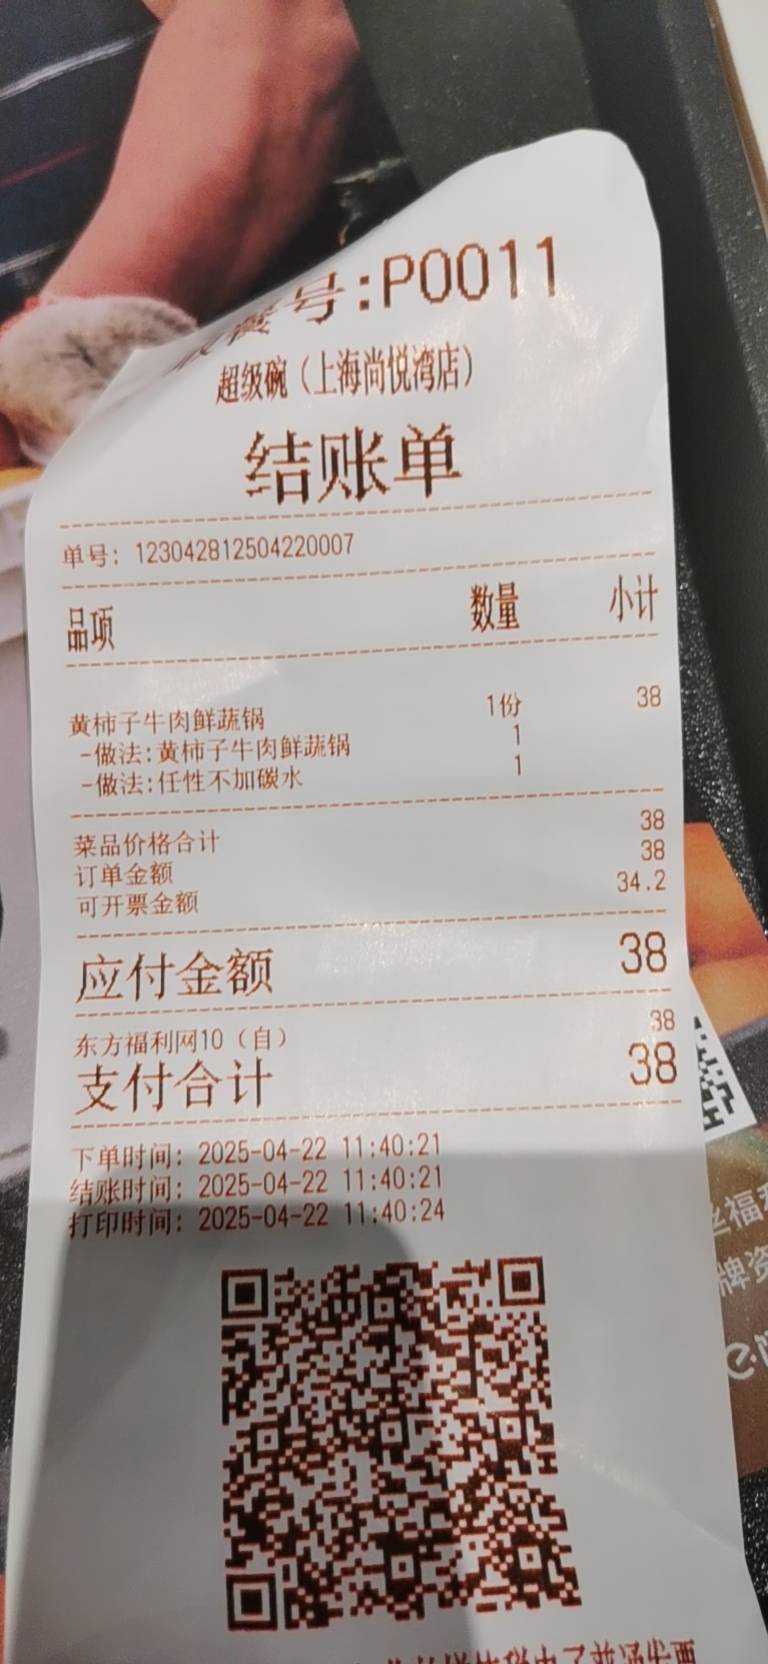 取餐号:P0011
超级碗（上海尚悦湾店）
结账单
单号: 123042812504220007
品项 数量 小计
黄柿子牛肉鲜蔬锅 1份 38
-做法:黄柿子牛肉鲜蔬锅 1
-做法:任性不加碳水 1
菜品价格合计 38
订单金额 38
可开票金额 34.2
应付金额 38
东方福利网10（自） 38
支付合计 38
下单时间: 2025-04-22 11:40:21
结账时间: 2025-04-22 11:40:21
打印时间: 2025-04-22 11:40:24